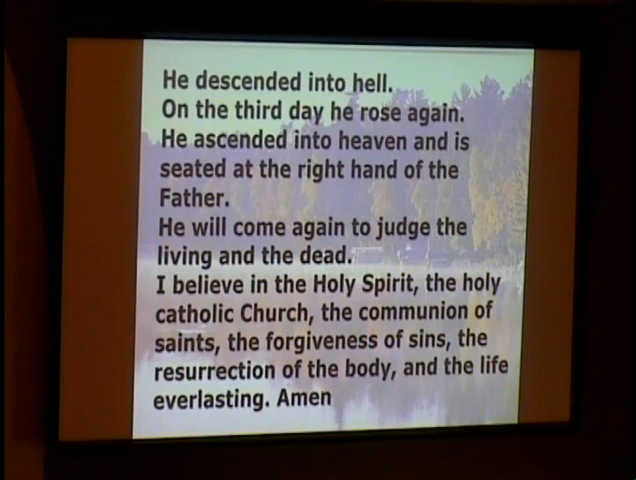 He descended into hell.
On the third day he rose again.
He ascended into heaven and is
seated at the right hand of the
Father.
He will come again to judge the
living and the dead.
I believe in the Holy Spirit, the holy
catholic Church, the communion of
saints, the forgiveness of sins, the
resurrection of the body, and the life
everlasting. Amen